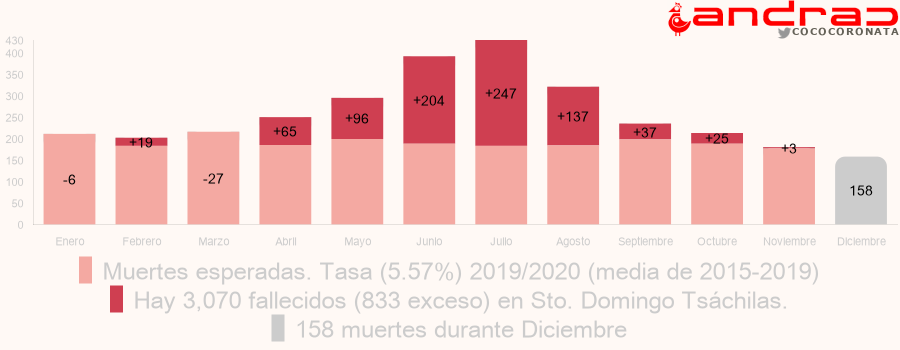 andrac
COCOCORONATA
430
400
350
300
250
200
150
100
50
0
-6
+19
-27
+65
+96
+204
+247
+137
+37
+25
+3
158
Enero
Febrero
Marzo
Abril
Mayo
Junio
Julio
Agosto
Septiembre
Octubre
Noviembre
Diciembre
Muertes esperadas. Tasa (5.57%) 2019/2020 (media de 2015-2019)
Hay 3,070 fallecidos (833 exceso) en Sto. Domingo Tsáchilas.
158 muertes durante Diciembre